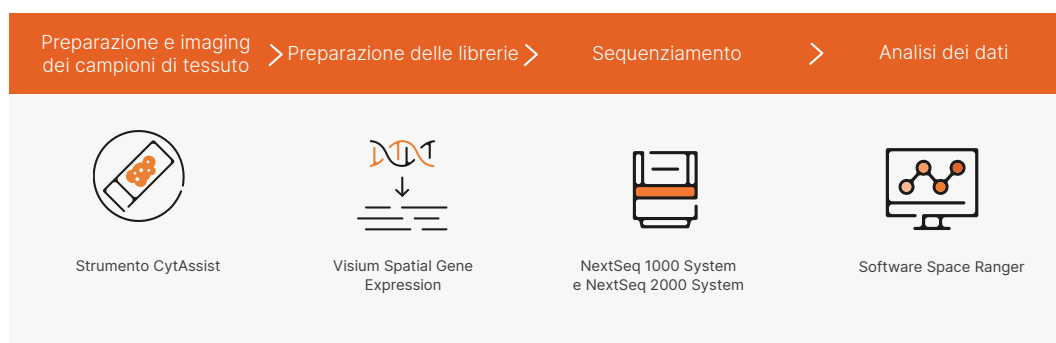 Preparazione e imaging
dei campioni di tessuto
Preparazione delle librerie
Sequenziamento
Analisi dei dati
Strumento CytAssist
Visium Spatial Gene
Expression
NextSeq 1000 System
e NextSeq 2000 System
Software Space Ranger